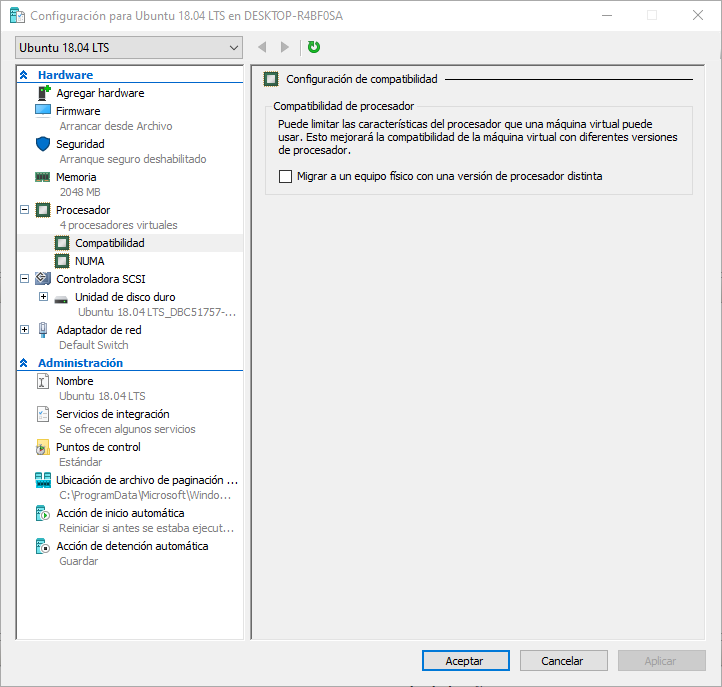 Configuración para Ubuntu 18.04 LTS en DESKTOP-R4BF0SA
Ubuntu 18.04 LTS
Hardware
Agregar hardware
Firmware
Arrancar desde Archivo
Seguridad
Arranque seguro deshabilitado
Memoria
2048 MB
Procesador
4 procesadores virtuales
Compatibilidad
NUMA
Controladora SCSI
Unidad de disco duro
Ubuntu 18.04 LTS_DBC51757-...
Adaptador de red
Default Switch
Administración
Nombre
Ubuntu 18.04 LTS
Servicios de integración
Se ofrecen algunos servicios
Puntos de control
Estándar
Ubicación de archivo de paginación ...
C:\ProgramData\Microsoft\Windo...
Acción de inicio automática
Reiniciar si antes se estaba ejecut...
Acción de detención automática
Guardar
Configuración de compatibilidad
Compatibilidad de procesador
Puede limitar las características del procesador que una máquina virtual puede
usar. Esto mejorará la compatibilidad de la máquina virtual con diferentes versiones
de procesador.
Migrar a un equipo físico con una versión de procesador distinta
Aceptar
Cancelar
Aplicar